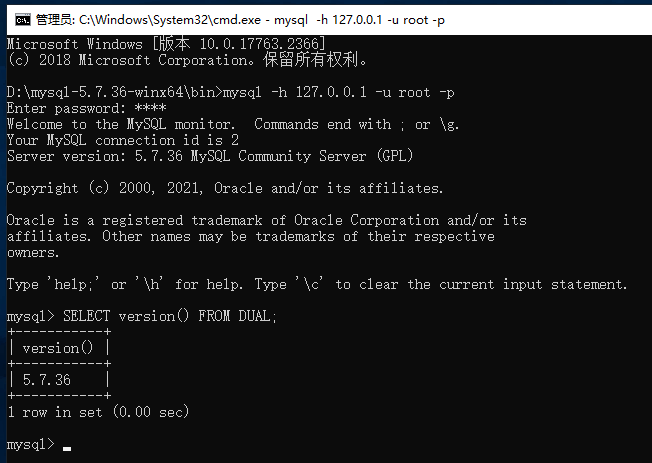 管理员: C:\Windows\System32\cmd.exe - mysql  -h 127.0.0.1 -u root -p
Microsoft Windows [版本 10.0.17763.2366]
(c) 2018 Microsoft Corporation。保留所有权利。
D:\mysql-5.7.36-winx64\bin>mysql -h 127.0.0.1 -u root -p
Enter password: ****
Welcome to the MySQL monitor.  Commands end with ; or \g.
Your MySQL connection id is 2
Server version: 5.7.36 MySQL Community Server (GPL)
Copyright (c) 2000, 2021, Oracle and/or its affiliates.
Oracle is a registered trademark of Oracle Corporation and/or its
affiliates. Other names may be trademarks of their respective
owners.
Type 'help;' or '\h' for help. Type '\c' to clear the current input statement.
mysql> SELECT version() FROM DUAL;
+-----------+
| version() |
+-----------+
| 5.7.36    |
+-----------+
1 row in set (0.00 sec)
mysql>